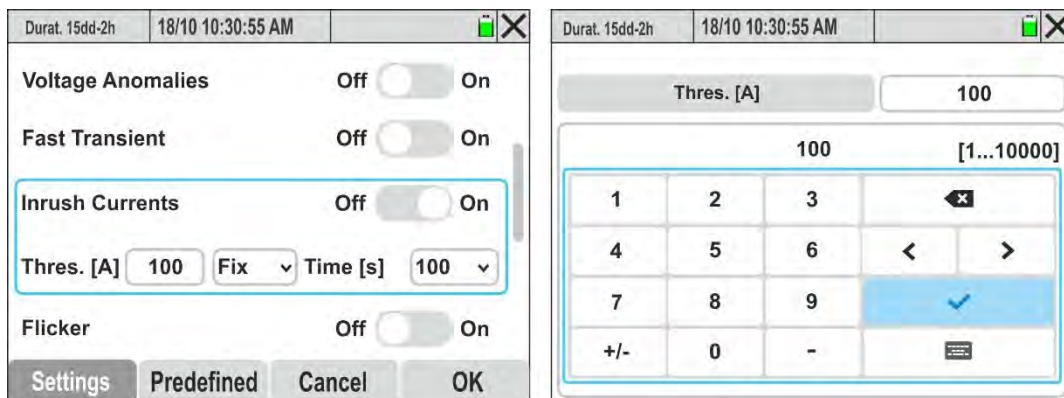 Durat. 15dd-2h 18/10 10:30:55 AM
Voltage Anomalies Off On
Fast Transient Off On
Inrush Currents Off On
Thres. [A] 100 Fix Time [s] 100
Flicker Off On
Settings Predefined Cancel OK
Durat. 15dd-2h 18/10 10:30:55 AM
Thres. [A] 100
100 [1...10000]
1 2 3
4 5 6 < >
7 8 9
+/- 0 -